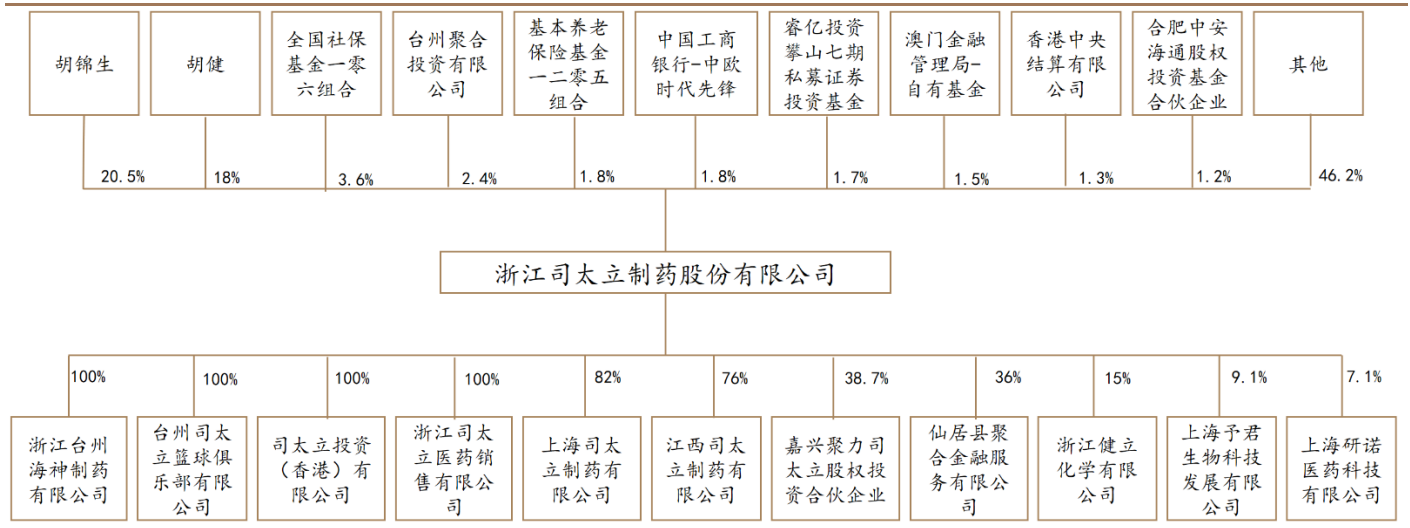 胡锦生
胡健
全国社保
基金一零
六组合
台州聚合
投资有限
公司
基本养老
保险基金
一二零五
组合
中国工商
银行-中欧
时代先锋
睿亿投资
攀山七期
私募证券
投资基金
澳门金融
管理局-
自有基金
香港中央
结算有限
公司
合肥中安
海通股权
投资基金
合伙企业
其他
20.5%
18%
3.6%
2.4%
1.8%
1.8%
1.7%
1.5%
1.3%
1.2%
46.2%
浙江司太立制药股份有限公司
100%
100%
100%
100%
82%
76%
38.7%
36%
15%
9.1%
7.1%
浙江台州
海神制药
有限公司
台州司太
立篮球俱
乐部有限
公司
司太立投资
（香港）有
限公司
浙江司太
立医药销
售有限公
司
上海司太
立制药有
限公司
江西司太
立制药有
限公司
嘉兴聚力司
太立股权投
资合伙企业
仙居县聚
合金融服
务有限公
司
浙江健立
化学有限
公司
上海予君
生物科技
发展有限
公司
上海研诺
医药科技
有限公司